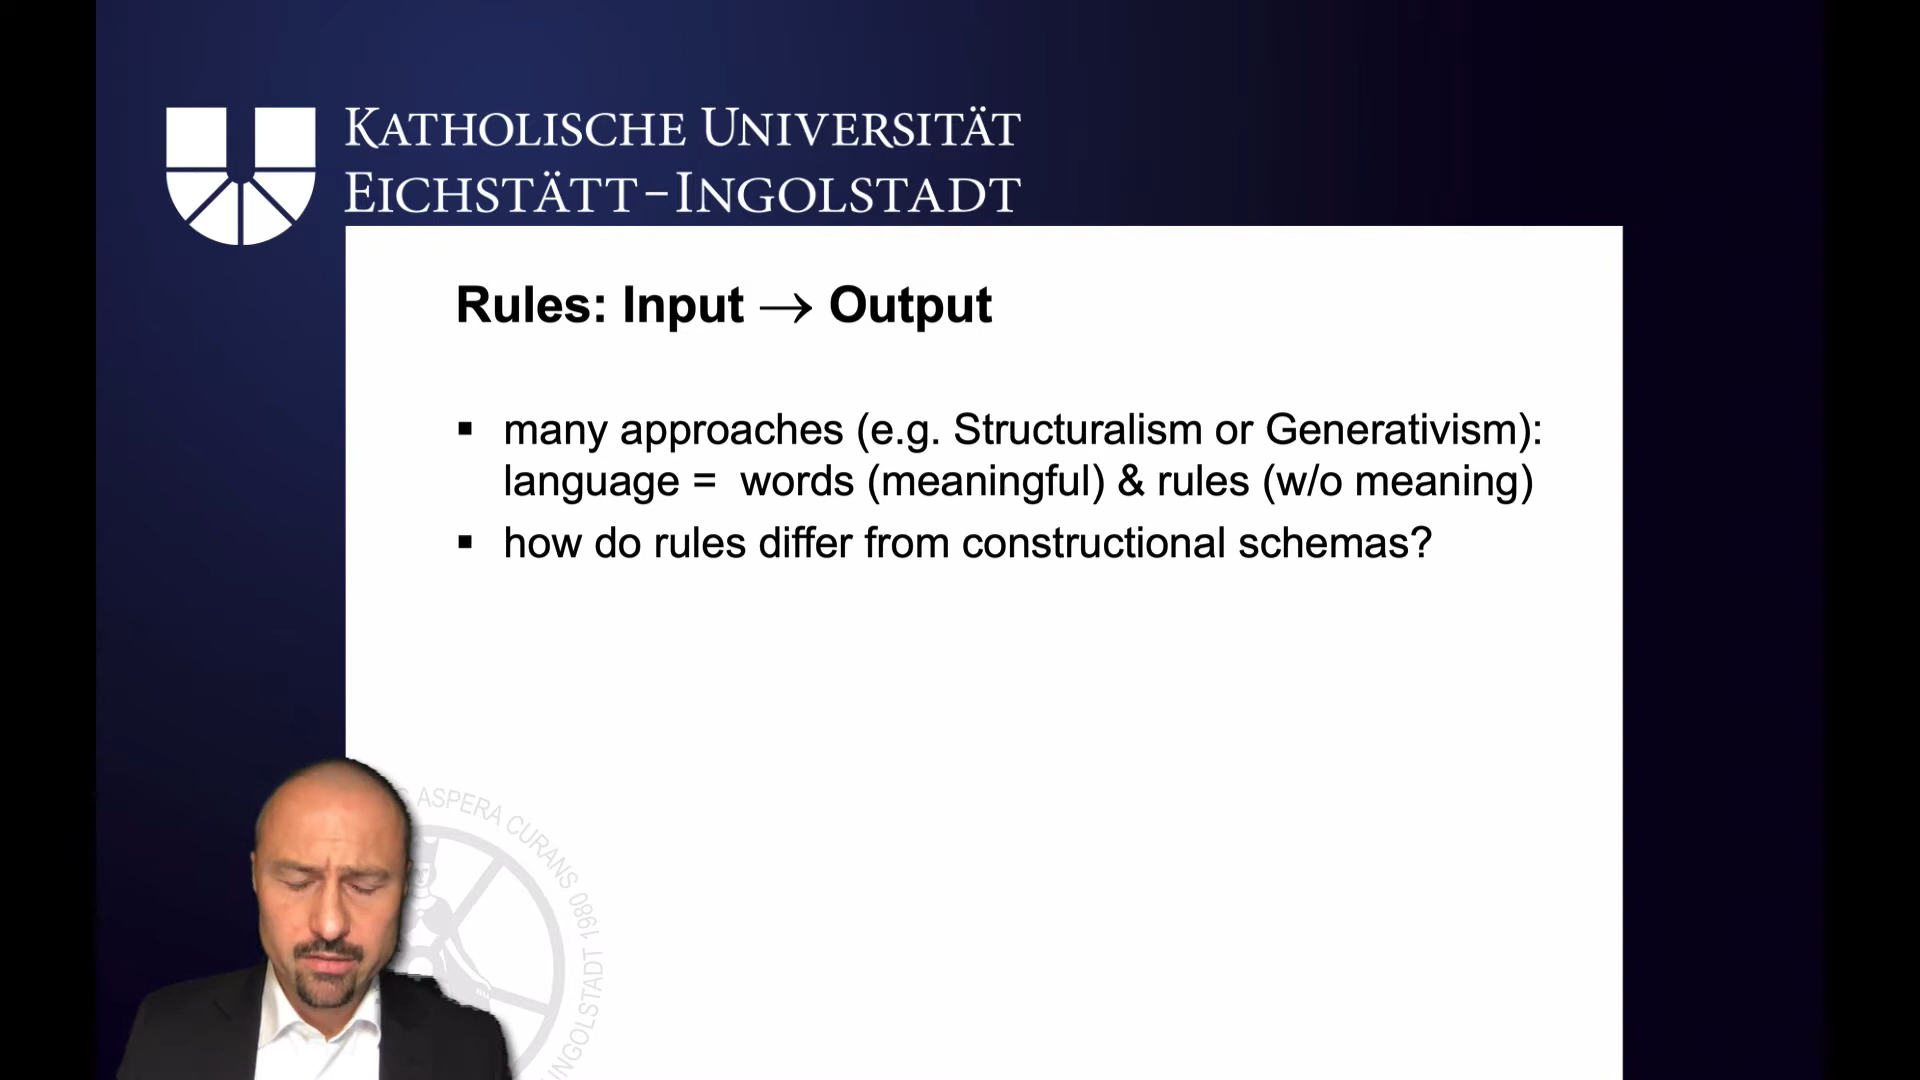 KATHOLISCHE UNIVERSITÄT
EICHSTÄTT-INGOLSTADT
Rules: Input → Output
▪ many approaches (e.g. Structuralism or Generativism):
language = words (meaningful) & rules (w/o meaning)
▪ how do rules differ from constructional schemas?
ASPERA CURANS 1980
INGOLSTADT